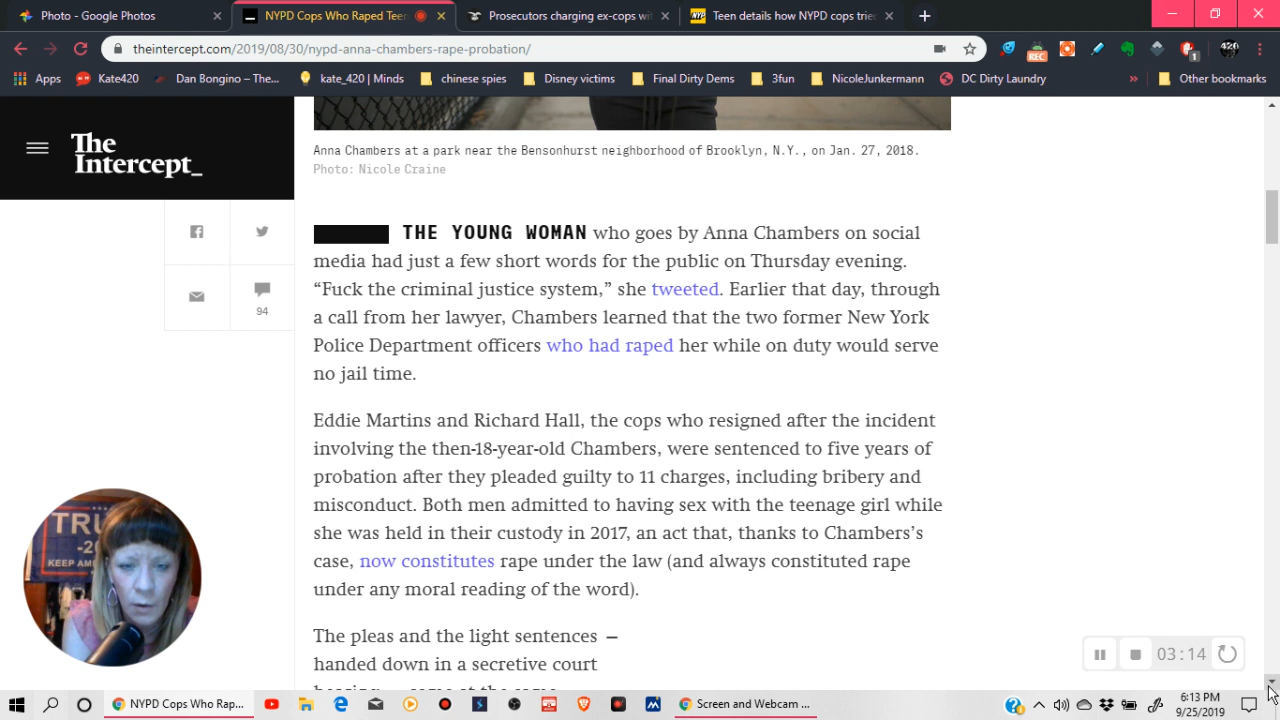 Photo - Google Photos
NYPD Cops Who Raped Teen
Prosecutors charging ex-cops wit
Teen details how NYPD cops tried
theintercept.com/2019/08/30/nypd-anna-chambers-rape-probation/
REC
1
420
Apps
Kate420
Dan Bongino – The...
kate_420 | Minds
chinese spies
Disney victims
Final Dirty Dems
3fun
NicoleJunkermann
DC Dirty Laundry
»
Other bookmarks
The
Intercept_
Anna Chambers at a park near the Bensonhurst neighborhood of Brooklyn, N.Y., on Jan. 27, 2018.
Photo: Nicole Craine
94
THE YOUNG WOMAN who goes by Anna Chambers on social
media had just a few short words for the public on Thursday evening.
“Fuck the criminal justice system,” she tweeted. Earlier that day, through
a call from her lawyer, Chambers learned that the two former New York
Police Department officers who had raped her while on duty would serve
no jail time.
Eddie Martins and Richard Hall, the cops who resigned after the incident
involving the then-18-year-old Chambers, were sentenced to five years of
probation after they pleaded guilty to 11 charges, including bribery and
misconduct. Both men admitted to having sex with the teenage girl while
she was held in their custody in 2017, an act that, thanks to Chambers’s
case, now constitutes rape under the law (and always constituted rape
under any moral reading of the word).
The pleas and the light sentences —
handed down in a secretive court
TRU
-20
KEEP AM
03:14
NYPD Cops Who Rap...
Screen and Webcam ...
6:13 PM
9/25/2019